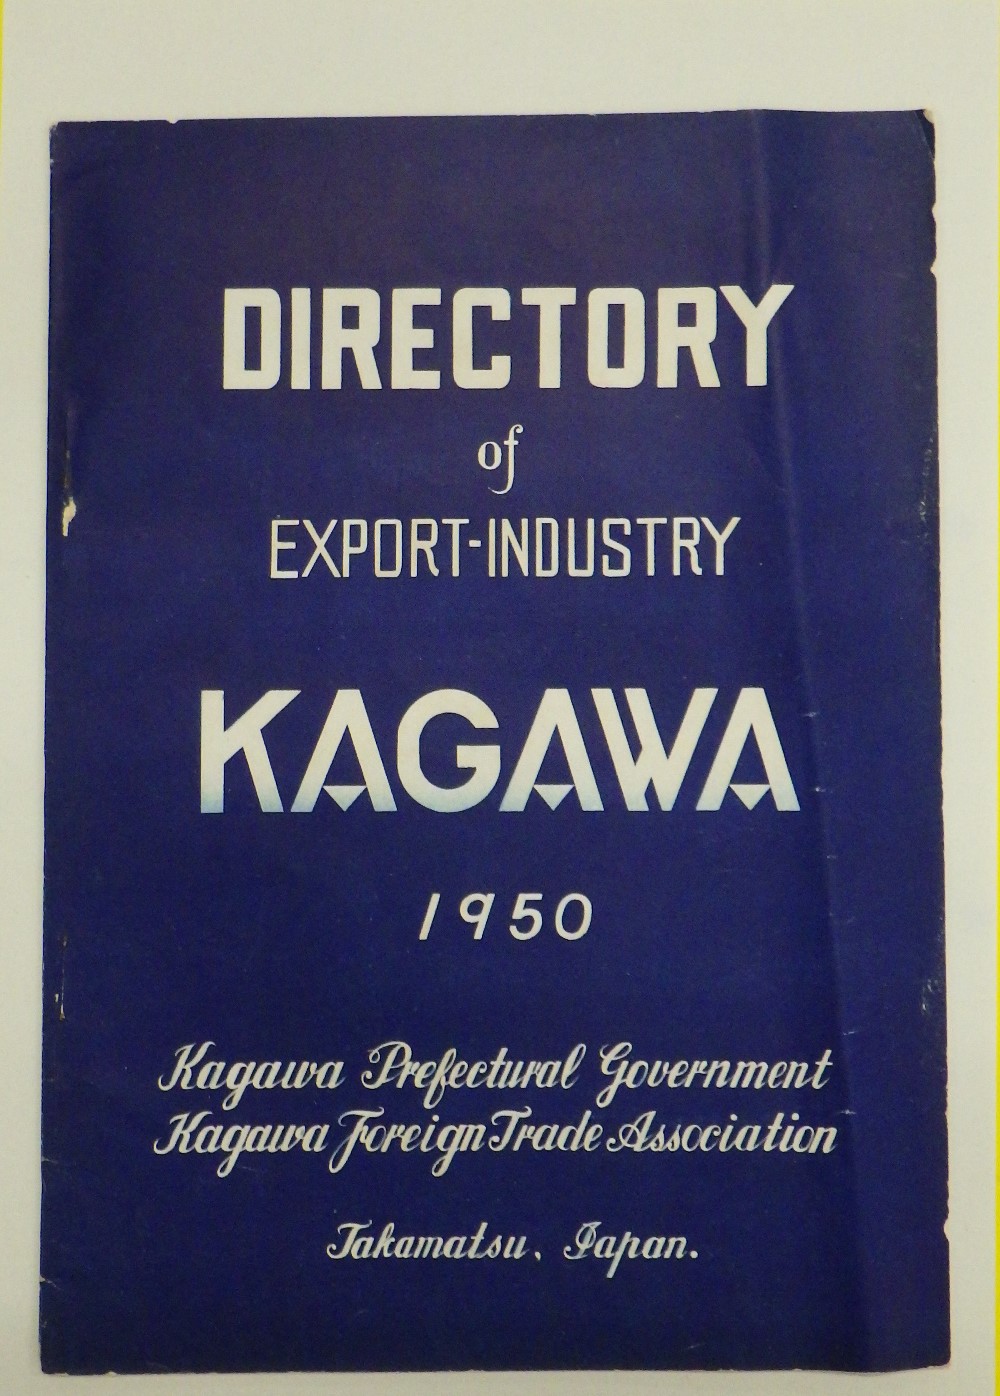 DIRECTORY
of
EXPORT-INDUSTRY
KAGAWA
1950
Kagawa Prefectural Government
Kagawa Foreign Trade Association
Takamatsu, Japan.